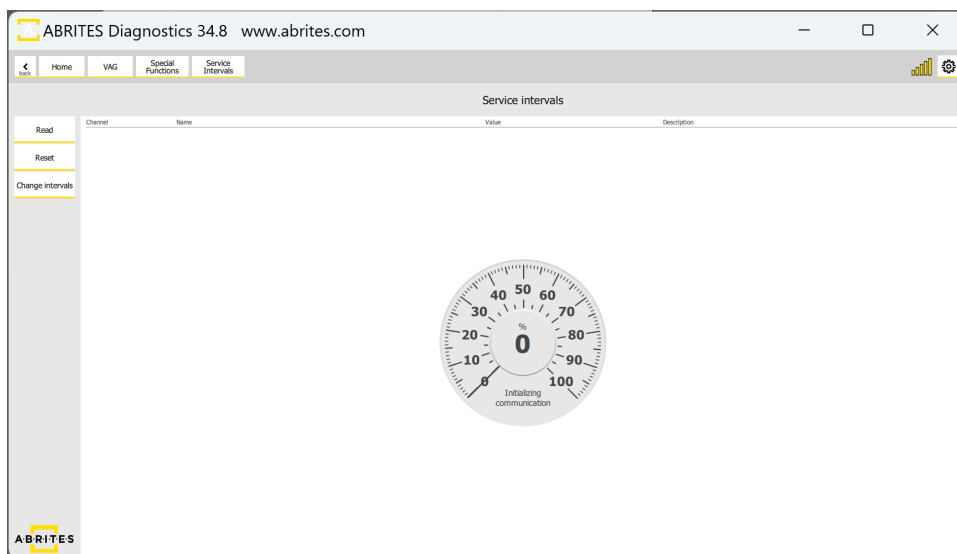 ABRITES Diagnostics 34.8 www.abrites.com
back
Home
VAG
Special
Functions
Service
Intervals
Service intervals
Read
Reset
Change intervals
Channel Name Value Description
0
10
20
30
40
50
60
70
80
90
100
%
0
Initializing
communication
ABRITES